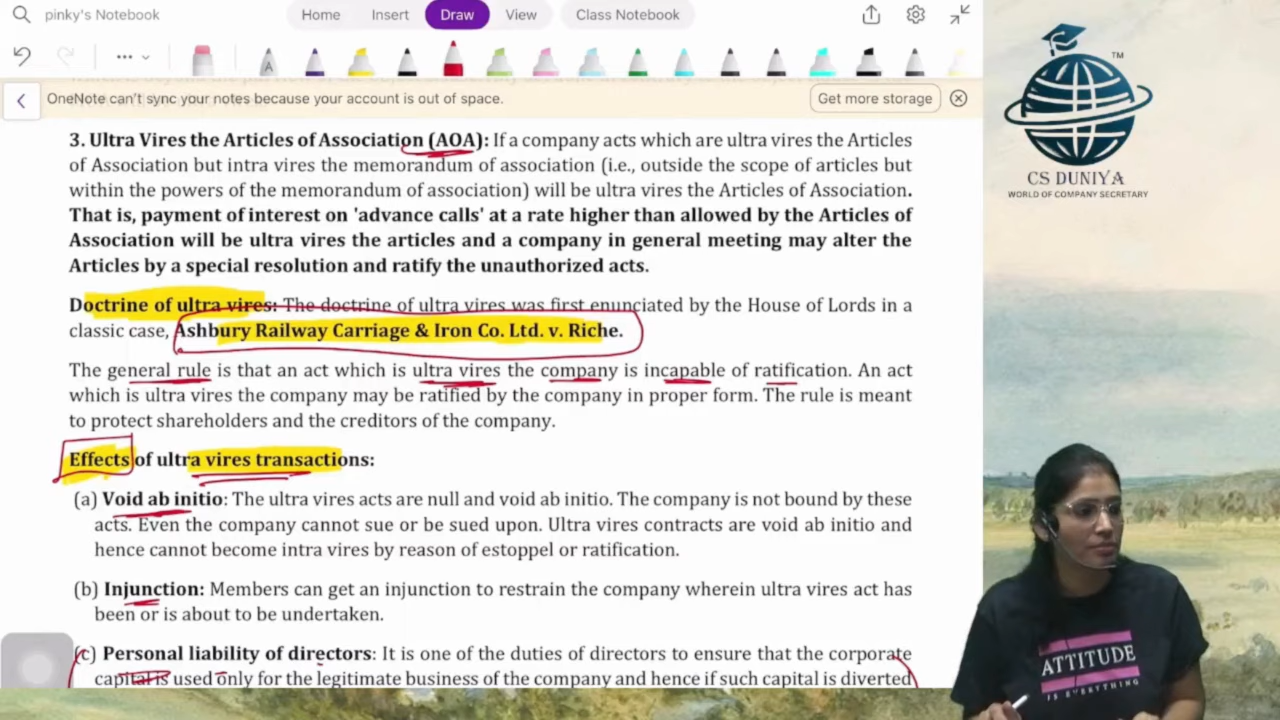 pinky's Notebook
Home Insert Draw View Class Notebook
OneNote can't sync your notes because your account is out of space.
Get more storage
3. Ultra Vires the Articles of Association (AOA): If a company acts which are ultra vires the Articles
of Association but intra vires the memorandum of association (i.e., outside the scope of articles but
within the powers of the memorandum of association) will be ultra vires the Articles of Association.
That is, payment of interest on 'advance calls' at a rate higher than allowed by the Articles of
Association will be ultra vires the articles and a company in general meeting may alter the
Articles by a special resolution and ratify the unauthorized acts.
Doctrine of ultra vires: The doctrine of ultra vires was first enunciated by the House of Lords in a
classic case, Ashbury Railway Carriage & Iron Co. Ltd. v. Riche.
The general rule is that an act which is ultra vires the company is incapable of ratification. An act
which is ultra vires the company may be ratified by the company in proper form. The rule is meant
to protect shareholders and the creditors of the company.
Effects of ultra vires transactions:
(a) Void ab initio: The ultra vires acts are null and void ab initio. The company is not bound by these
acts. Even the company cannot sue or be sued upon. Ultra vires contracts are void ab initio and
hence cannot become intra vires by reason of estoppel or ratification.
(b) Injunction: Members can get an injunction to restrain the company wherein ultra vires act has
been or is about to be undertaken.
(c) Personal liability of directors: It is one of the duties of directors to ensure that the corporate
capital is used only for the legitimate business of the company and hence if such capital is diverted
TM
CS DUNIYA
WORLD OF COMPANY SECRETARY
ATTITUDE
IS EVERYTHING